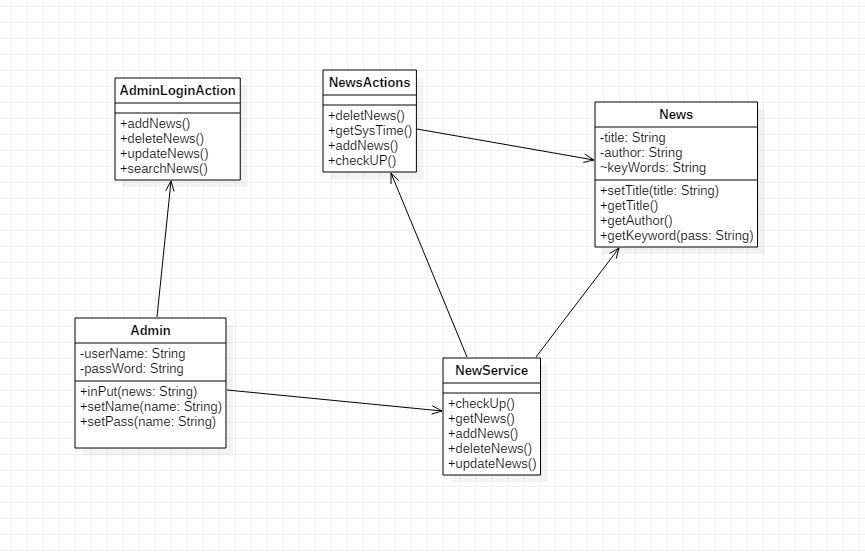 AdminLoginAction
+addNews()
+deleteNews()
+updateNews()
+searchNews()
NewsActions
+deletNews()
+getSysTime()
+addNews()
+checkUP()
News
-title: String
-author: String
~keyWords: String
+setTitle(title: String)
+getTitle()
+getAuthor()
+getKeyword(pass: String)
Admin
-userName: String
-passWord: String
+inPut(news: String)
+setName(name: String)
+setPass(name: String)
NewService
+checkUp()
+getNews()
+addNews()
+deleteNews()
+updateNews()